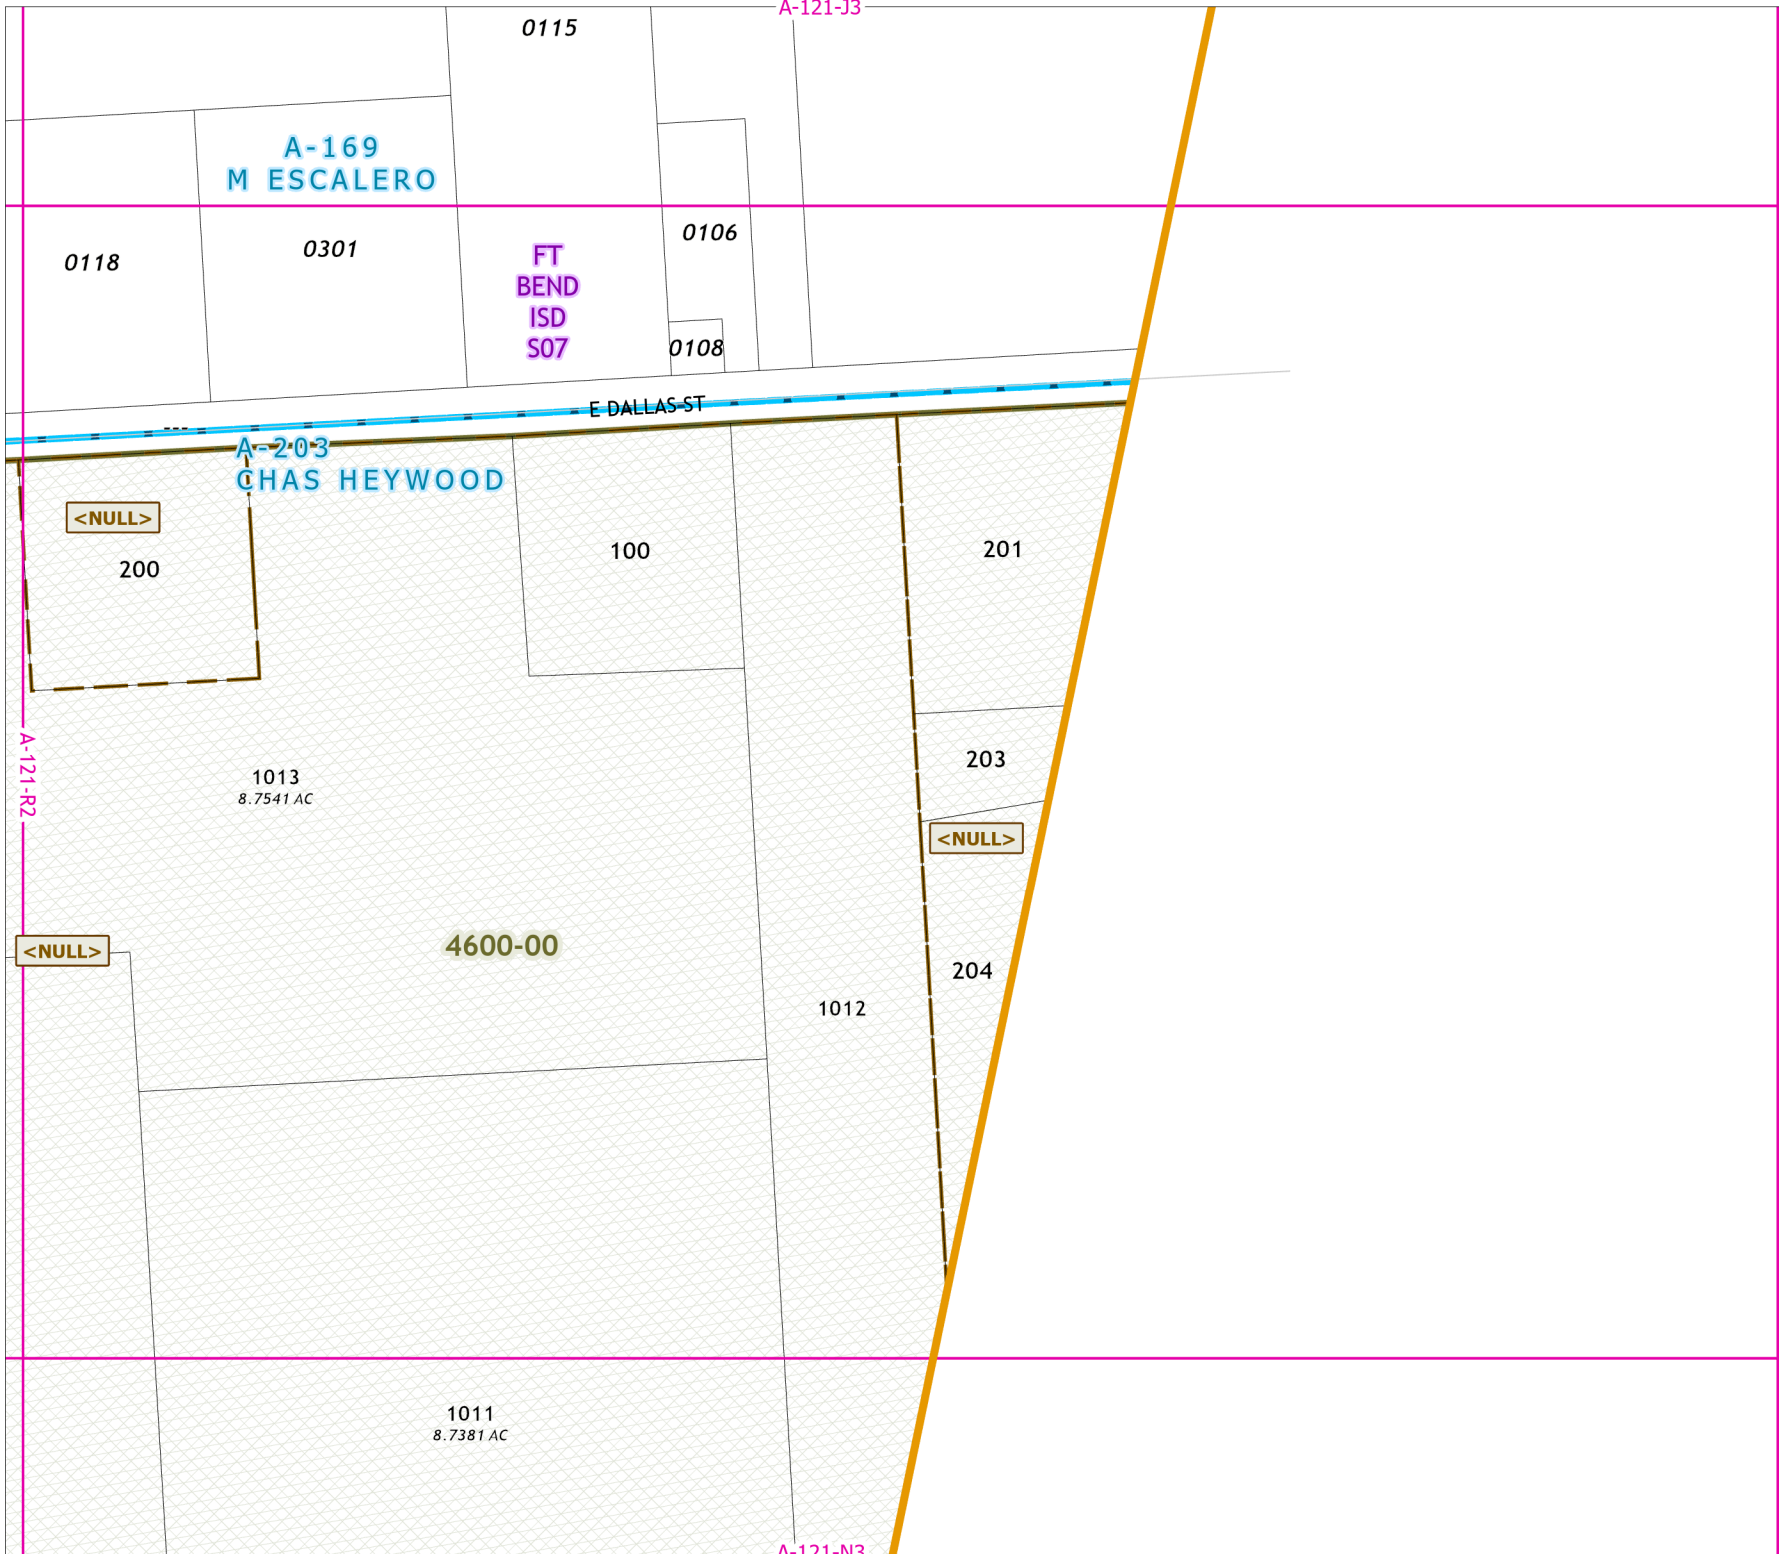 A-121-J3
0115
A-169
M ESCALERO
0118
0301
0106
FT
BEND
ISD
S07
0108
E DALLAS ST
---
A-203
CHAS HEYWOOD
<NULL>
200
100
201
A-121-R2
1013
8.7541 AC
203
<NULL>
<NULL>
4600-00
204
1012
1011
8.7381 AC
A-121-N3